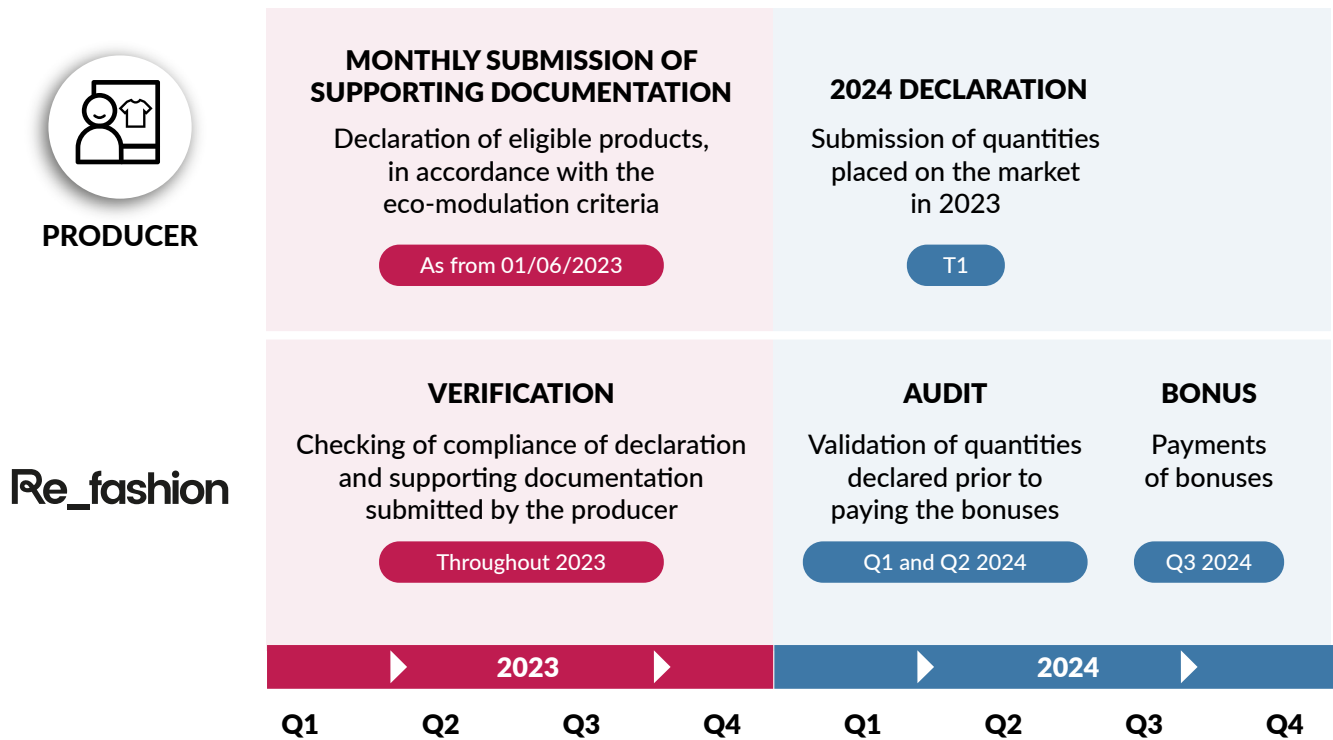 MONTHLY SUBMISSION OF
SUPPORTING DOCUMENTATION
Declaration of eligible products,
in accordance with the
eco-modulation criteria
As from 01/06/2023
2024 DECLARATION
Submission of quantities
placed on the market
in 2023
T1
PRODUCER
VERIFICATION
Checking of compliance of declaration
and supporting documentation
submitted by the producer
Throughout 2023
AUDIT
Validation of quantities
declared prior to
paying the bonuses
Q1 and Q2 2024
BONUS
Payments
of bonuses
Q3 2024
Re_fashion
2023
2024
Q1 Q2 Q3 Q4 Q1 Q2 Q3 Q4